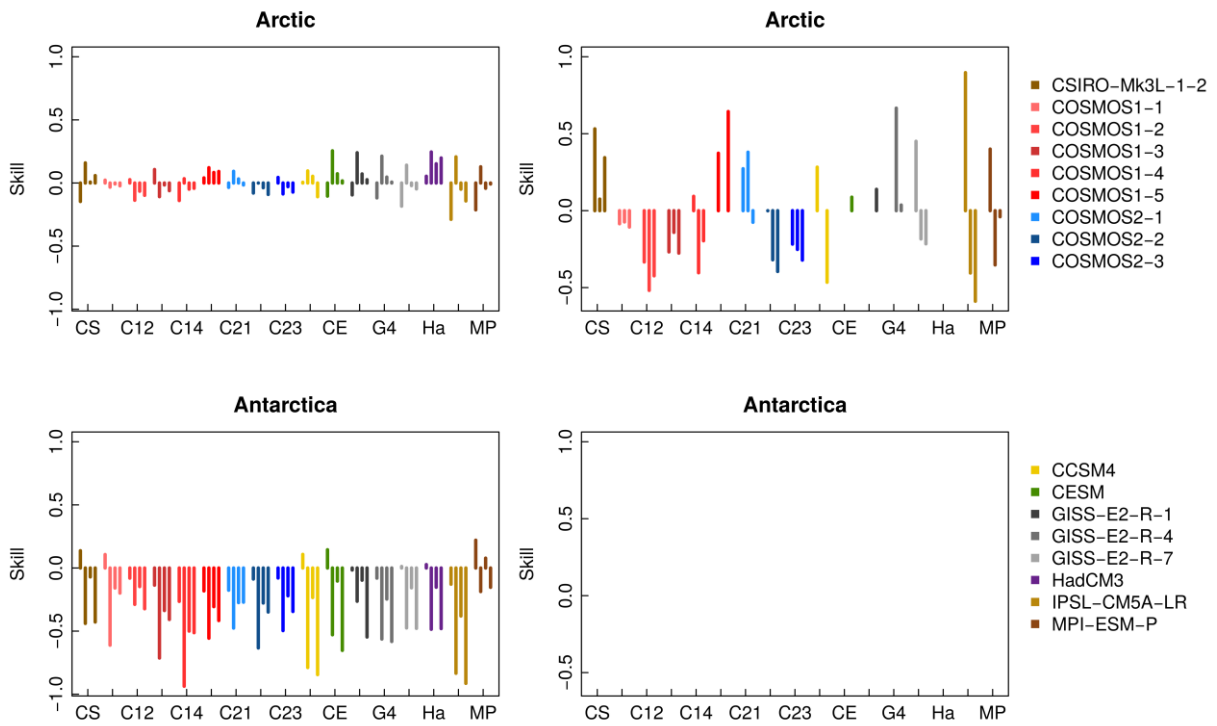 Arctic
Skill
1.0
0.5
0.0
−0.5
−1.0
CS C12 C14 C21 C23 CE G4 Ha MP
Arctic
Skill
1.0
0.5
0.0
−0.5
CS C12 C14 C21 C23 CE G4 Ha MP
CSIRO−Mk3L−1−2
COSMOS1−1
COSMOS1−2
COSMOS1−3
COSMOS1−4
COSMOS1−5
COSMOS2−1
COSMOS2−2
COSMOS2−3
Antarctica
Skill
1.0
0.5
0.0
−0.5
−1.0
CS C12 C14 C21 C23 CE G4 Ha MP
Antarctica
Skill
1.0
0.5
0.0
−0.5
CS C12 C14 C21 C23 CE G4 Ha MP
CCSM4
CESM
GISS−E2−R−1
GISS−E2−R−4
GISS−E2−R−7
HadCM3
IPSL−CM5A−LR
MPI−ESM−P